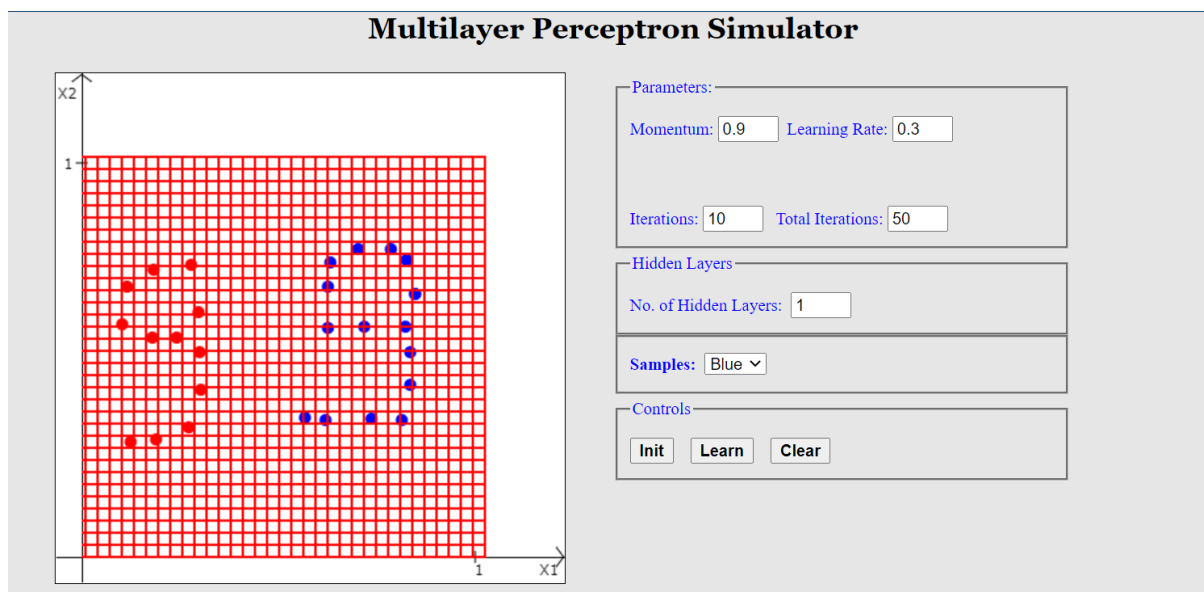 Multilayer Perceptron Simulator
X2
1
1
X1
Parameters:
Momentum: 0.9 Learning Rate: 0.3
Iterations: 10 Total Iterations: 50
Hidden Layers
No. of Hidden Layers: 1
Samples: Blue
Controls
Init Learn Clear